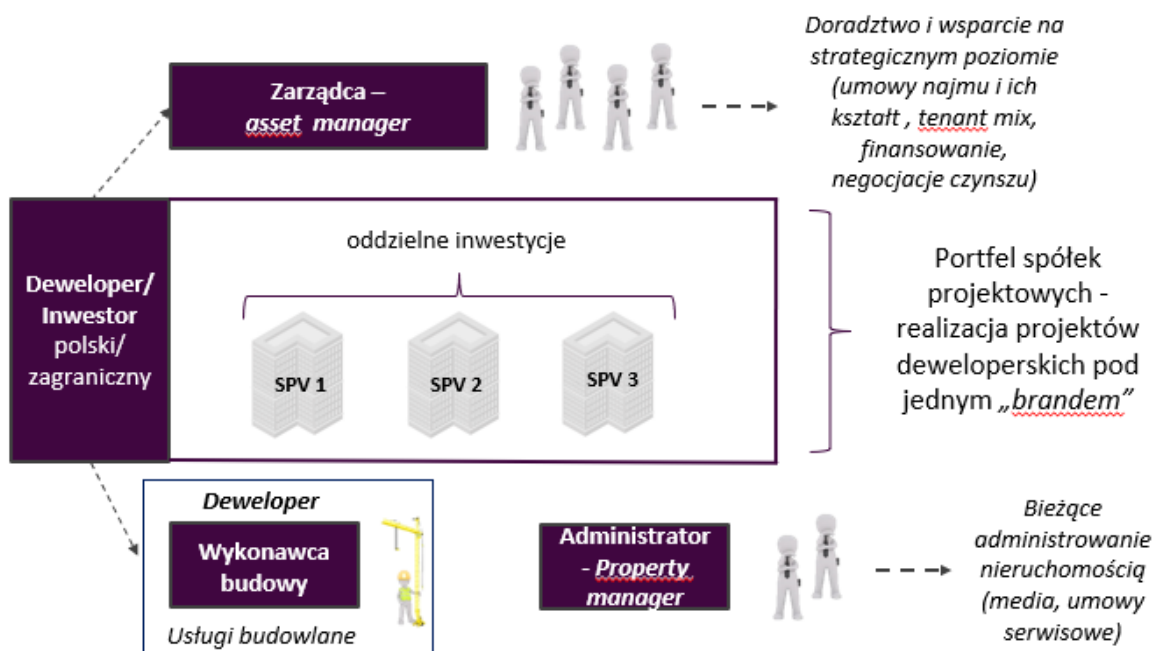 Zarządca –
asset manager
Doradztwo i wsparcie na
strategicznym poziomie
(umowy najmu i ich
kształt , tenant mix,
finansowanie,
negocjacje czynszu)
Deweloper/
Inwestor
polski/
zagraniczny
oddzielne inwestycje
SPV 1
SPV 2
SPV 3
Portfel spółek
projektowych -
realizacja projektów
deweloperskich pod
jednym „brandem”
Deweloper
Wykonawca
budowy
Usługi budowlane
Administrator
- Property
manager
Bieżące
administrowanie
nieruchomością
(media, umowy
serwisowe)